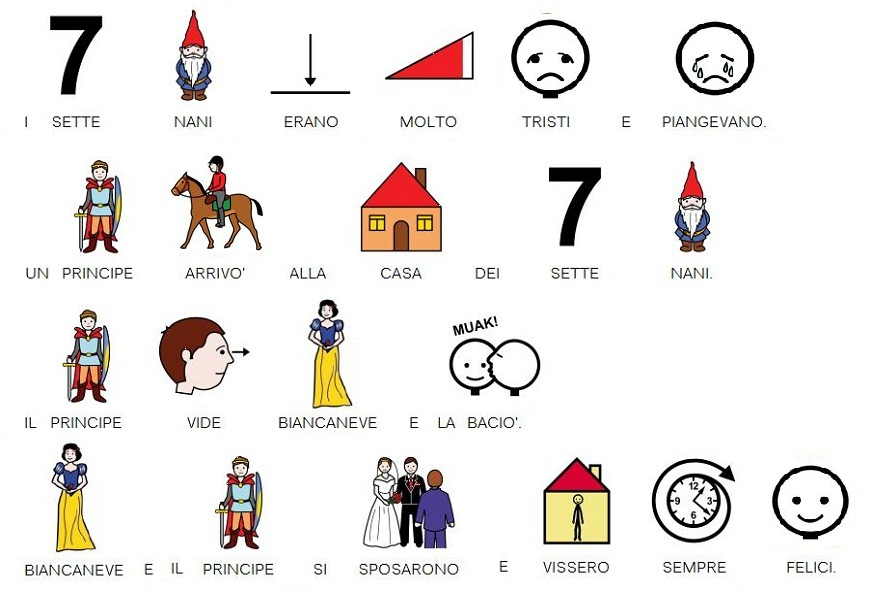 7 7
I SETTE NANI ERANO MOLTO TRISTI E PIANGEVANO.
UN PRINCIPE ARRIVO' ALLA CASA DEI SETTE NANI.
MUAK!
IL PRINCIPE VIDE BIANCANEVE E LA BACIO'.
12 3 6 9
BIANCANEVE E IL PRINCIPE SI SPOSARONO E VISSERO SEMPRE FELICI.